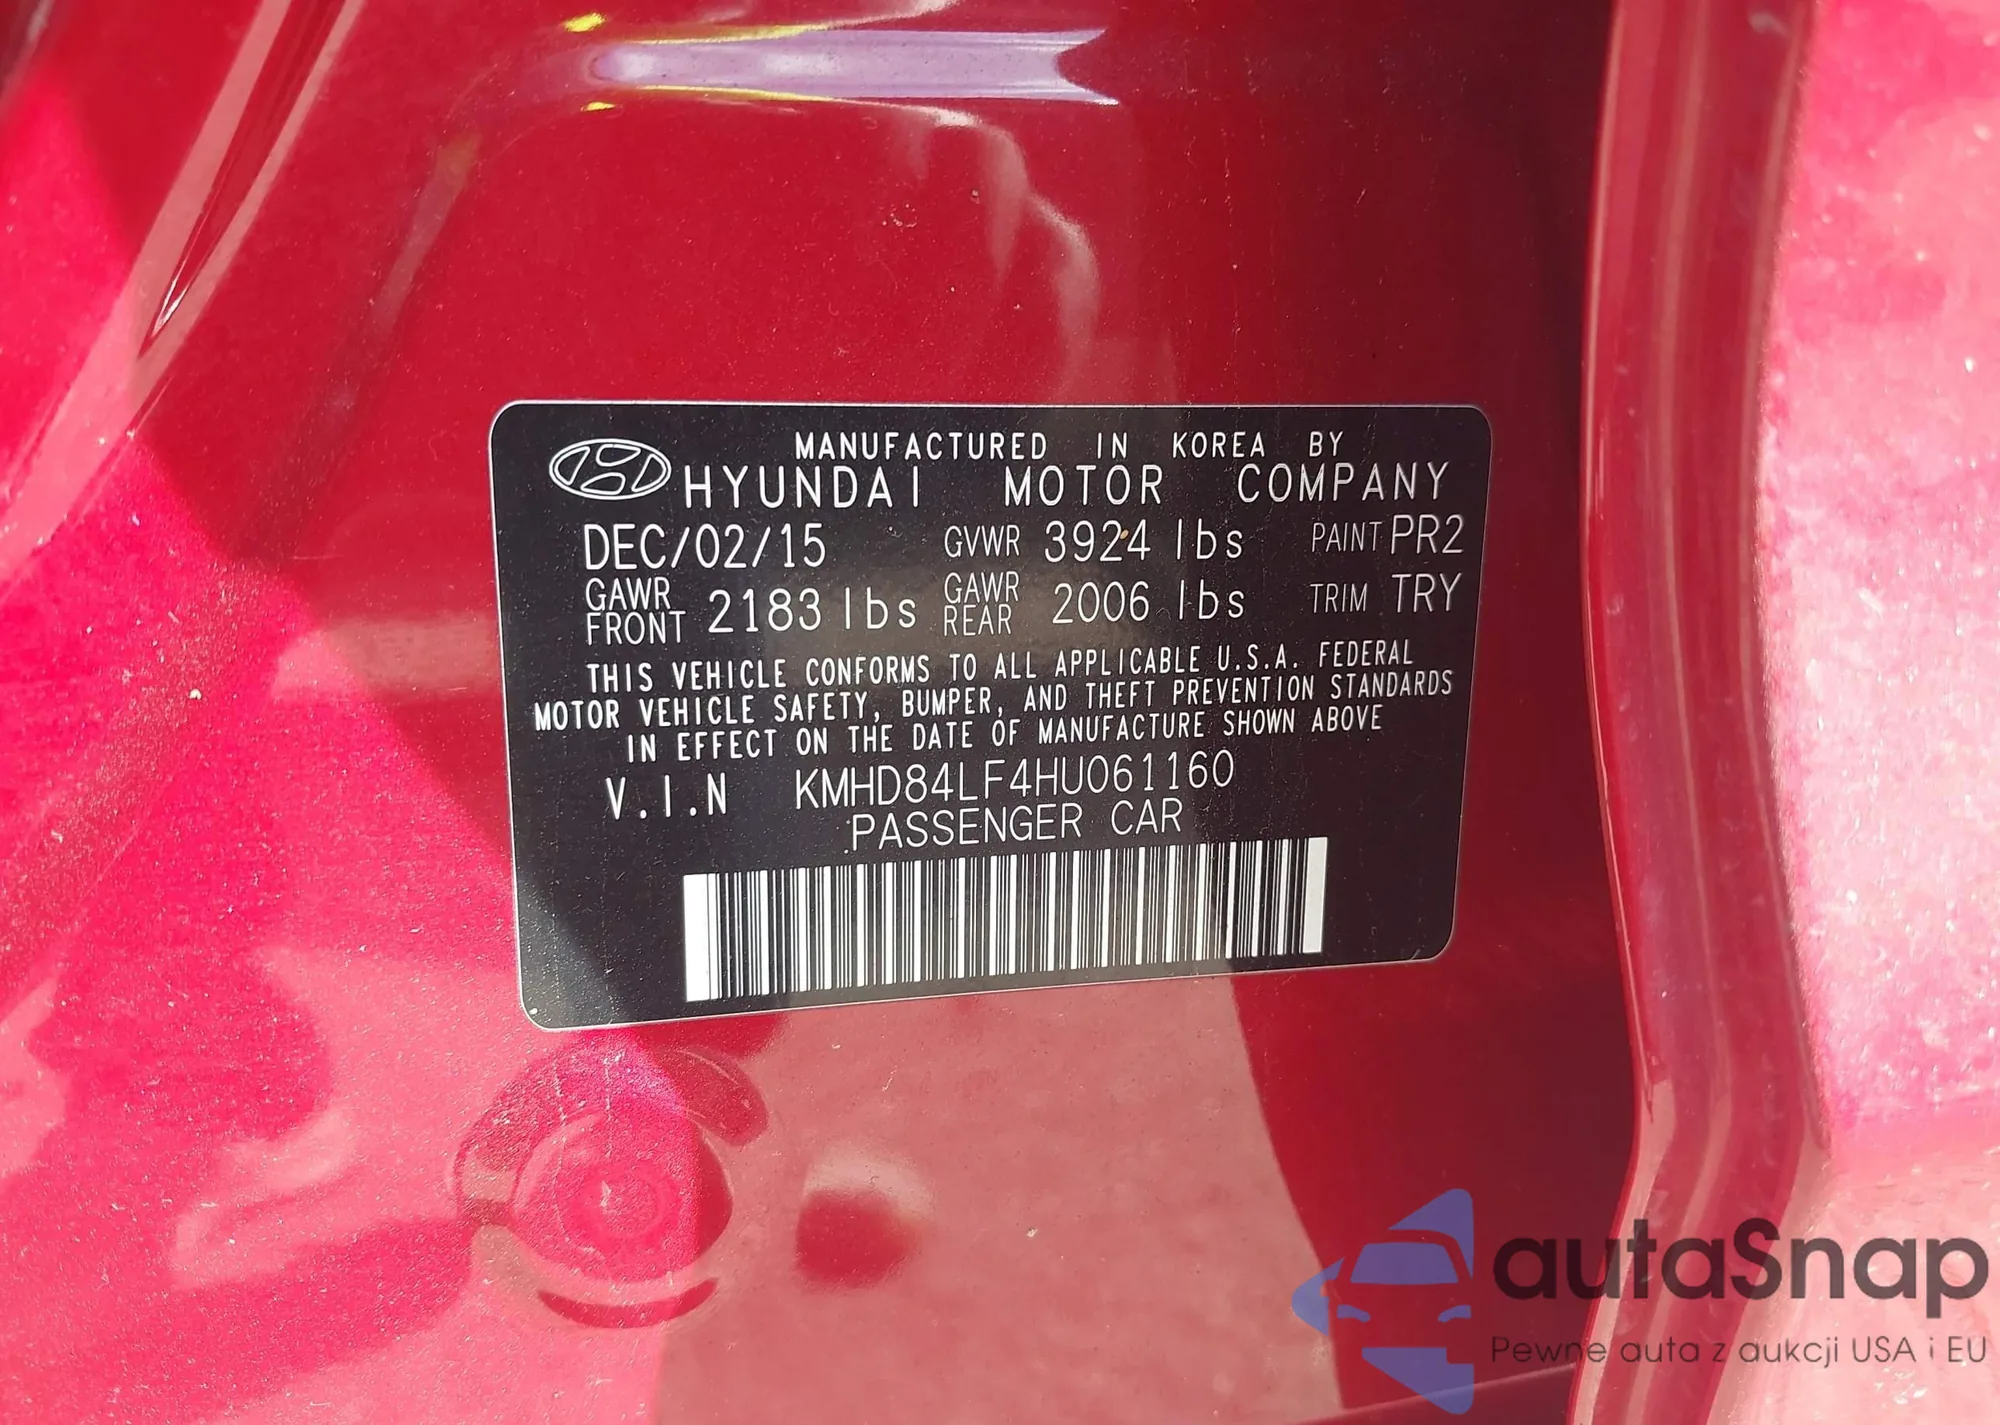 MANUFACTURED IN KOREA BY
HYUNDAI MOTOR COMPANY
DEC/02/15 GVWR 3924 lbs PAINT PR2
GAWR FRONT 2183 lbs GAWR REAR 2006 lbs TRIM TRY
THIS VEHICLE CONFORMS TO ALL APPLICABLE U.S.A. FEDERAL
MOTOR VEHICLE SAFETY, BUMPER, AND THEFT PREVENTION STANDARDS
IN EFFECT ON THE DATE OF MANUFACTURE SHOWN ABOVE
V.I.N KMHD84LF4HU061160
PASSENGER CAR
autaSnap
Pewne auta z aukcji USA i EU